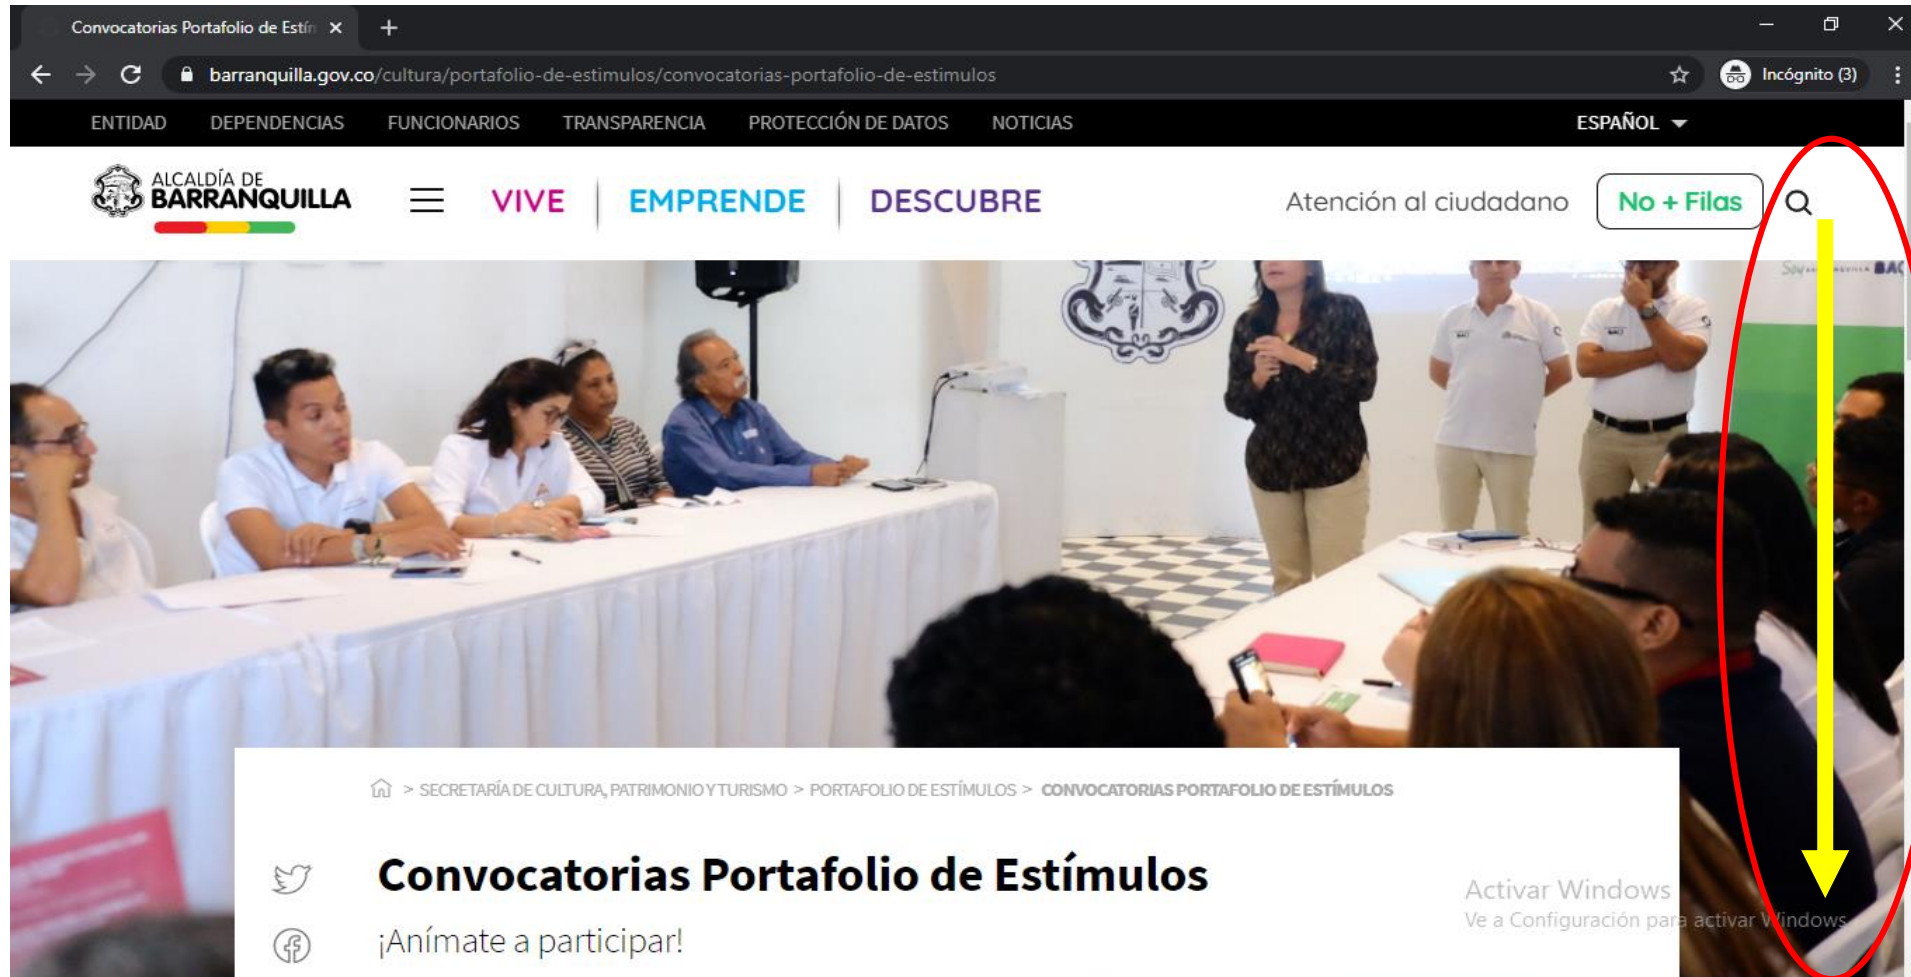 Convocatorias Portafolio de Estím
barranquilla.gov.co/cultura/portafolio-de-estimulos/convocatorias-portafolio-de-estimulos
Incógnito (3)
ENTIDAD DEPENDENCIAS FUNCIONARIOS TRANSPARENCIA PROTECCIÓN DE DATOS NOTICIAS ESPAÑOL
ALCALDÍA DE
BARRANQUILLA
VIVE EMPRENDE DESCUBRE Atención al ciudadano No + Filas
Soy
> SECRETARÍA DE CULTURA, PATRIMONIO Y TURISMO > PORTAFOLIO DE ESTÍMULOS > CONVOCATORIAS PORTAFOLIO DE ESTÍMULOS
Convocatorias Portafolio de Estímulos
¡Anímate a participar!
Activar Windows
Ve a Configuración para activar Windows.